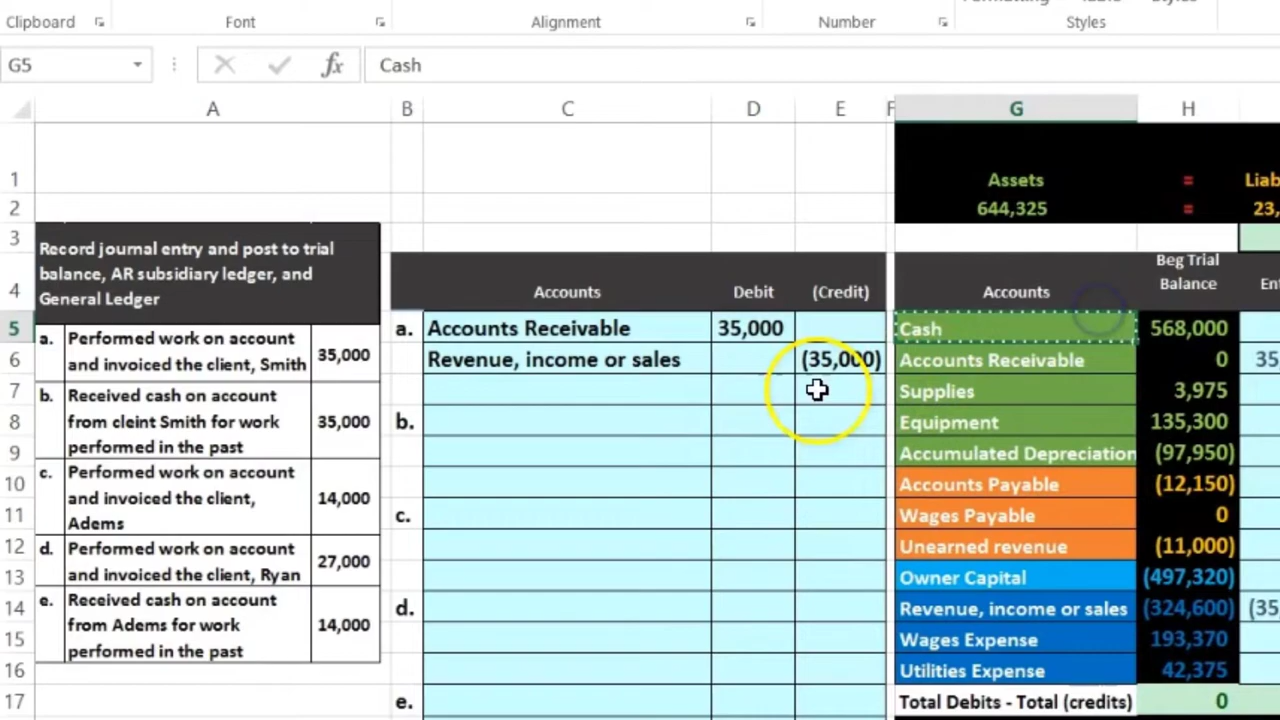 Clipboard
Font
Alignment
Number
Styles
G5
Cash
A B C D E F G H
1
Assets = Liab
2
644,325 = 23,
3
Record journal entry and post to trial
balance, AR subsidiary ledger, and
General Ledger
4
Accounts Debit (Credit)
Accounts
Beg Trial
Balance
5
a. Performed work on account
and invoiced the client, Smith
35,000
a. Accounts Receivable 35,000
Cash 568,000
6
Revenue, income or sales (35,000)
Accounts Receivable 0 35
7
b. Received cash on account
from cleint Smith for work
performed in the past
35,000
Supplies 3,975
8
b.
Equipment 135,300
9
Accumulated Depreciation (97,950)
10
c. Performed work on account
and invoiced the client,
Adems
14,000
Accounts Payable (12,150)
11
c.
Wages Payable 0
12
d. Performed work on account
and invoiced the client, Ryan
27,000
Unearned revenue (11,000)
13
Owner Capital (497,320)
14
e. Received cash on account
from Adems for work
performed in the past
14,000
d.
Revenue, income or sales (324,600) (35
15
Wages Expense 193,370
16
Utilities Expense 42,375
17
e.
Total Debits - Total (credits) 0